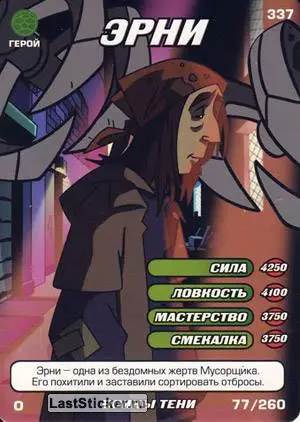 337
ГЕРОЙ
ЭРНИ
СИЛА 4250
ЛОВКОСТЬ 4100
МАСТЕРСТВО 3750
СМЕКАЛКА 3750
Эрни – одна из бездомных жертв Мусорщика.
Его похитили и заставили сортировать отбросы.
0 ТЕНИ 77/260
LastSticker.com